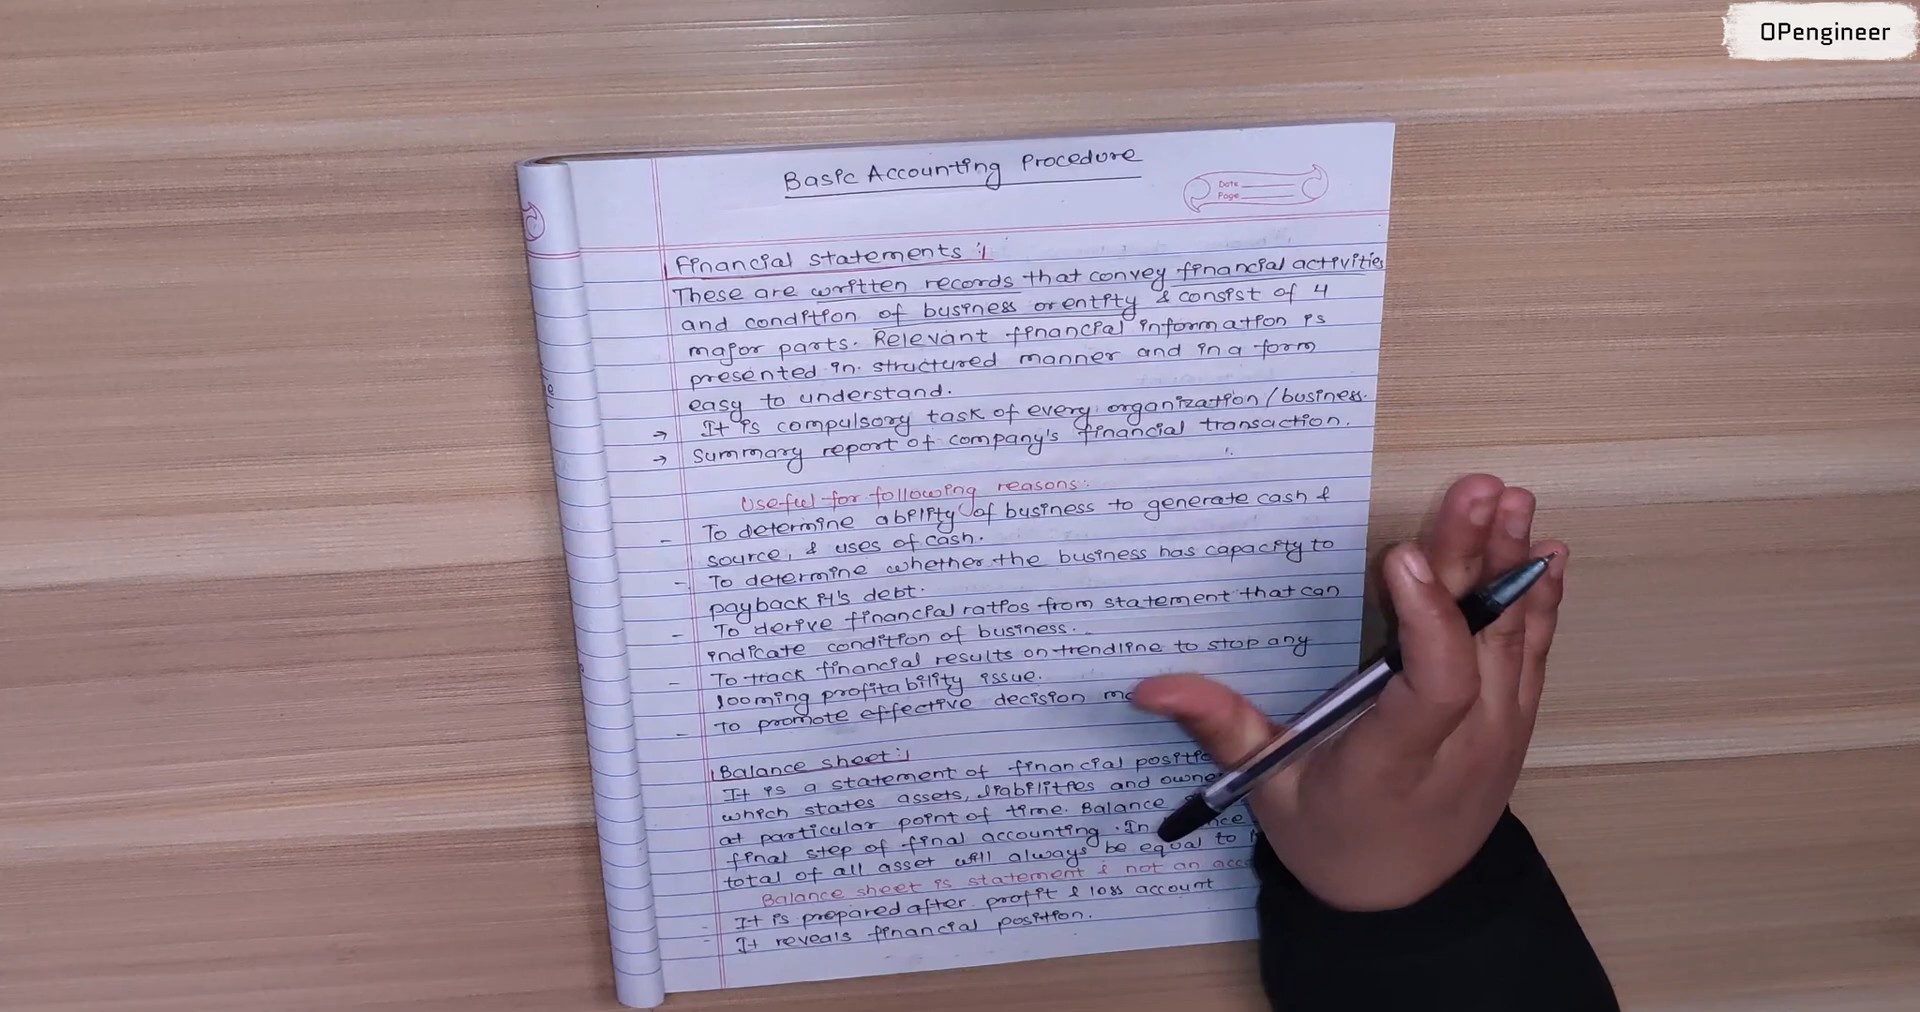 OPengineer
Basic Accounting Procedure
Date
Page
Financial statements :
These are written records that convey financial activities
and condition of business or entity & consist of 4
major parts. Relevant financial information is
presented in structured manner and in a form
easy to understand.
→ It is compulsory task of every organization/business.
→ Summary report of company's financial transaction.
Useful for following reasons:
- To determine ability of business to generate cash &
source, & uses of cash.
- To determine whether the business has capacity to
payback it's debt.
- To derive financial ratios from statement that can
indicate condition of business.
- To track financial results on trendline to stop any
looming profitability issue.
- To promote effective decision
Balance sheet :
It is a statement of financial
which states assets, liabilities and
at particular point of time. Balance
final step of final accounting. In
total of all asset will always be equal to
Balance sheet is statement & not an
- It is prepared after profit & loss account
- It reveals financial position.